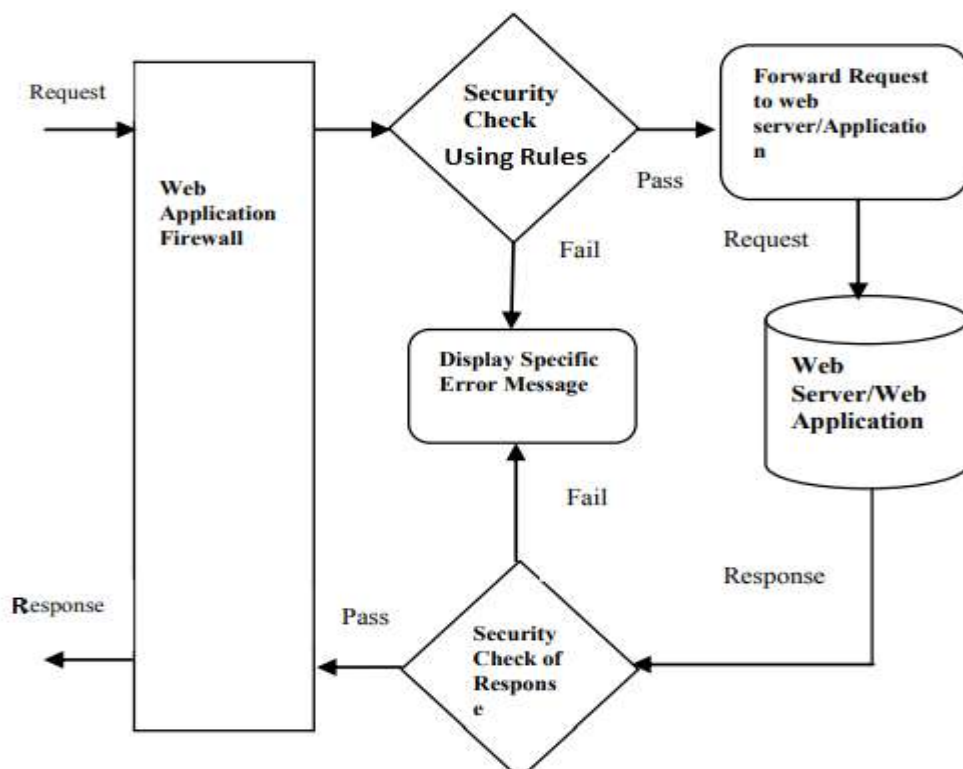 Request
Web
Application
Firewall
Security
Check
Using Rules
Pass
Forward Request
to web
server/Applicatio
n
Fail
Request
Display Specific
Error Message
Web
Server/Web
Application
Fail
Response
Security
Check of
Respons
e
Pass
Response